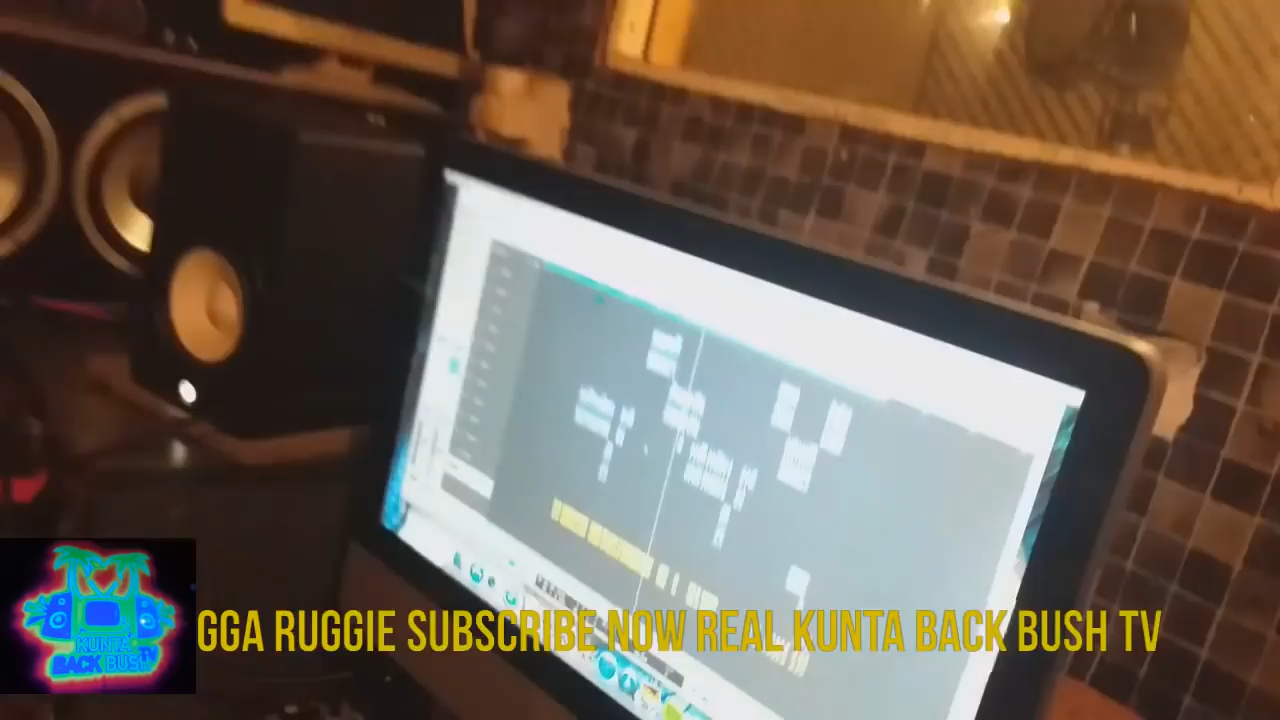 GGA RUGGIE SUBSCRIBE NOW REAL KUNTA BACK BUSH TV
KUNTA
BACK BUSH TV